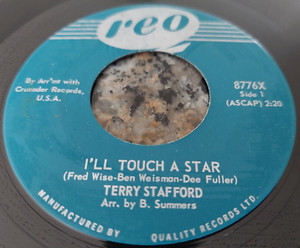 reo
By Arr'nt with
Crusader Records,
U.S.A.
8776X
Side 1
(ASCAP) 2:20
I'LL TOUCH A STAR
(Fred Wise-Ben Weisman-Dee Fuller)
TERRY STAFFORD
Arr. by B. Summers
MANUFACTURED BY QUALITY RECORDS LTD.